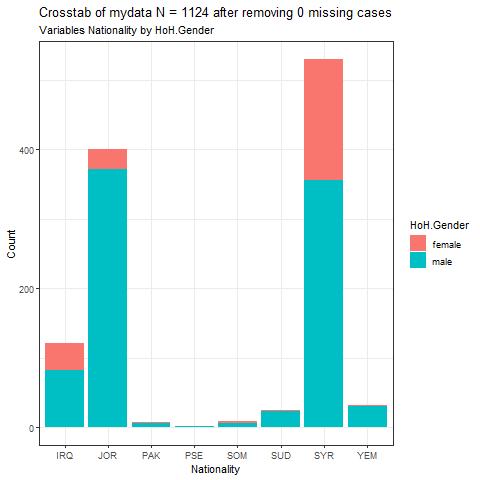 Crosstab of mydata N = 1124 after removing 0 missing cases
Variables Nationality by HoH.Gender
400
200
0
Count
IRQ JOR PAK PSE SOM SUD SYR YEM
Nationality
HoH.Gender
female
male